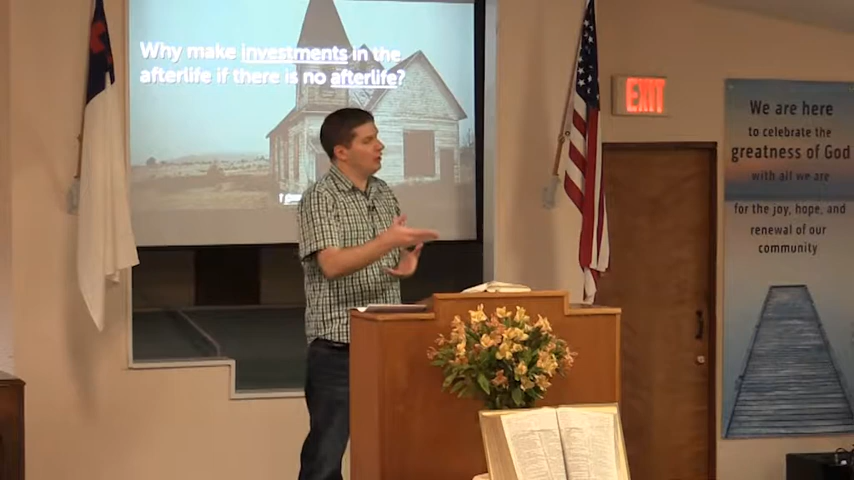 Why make investments in the
afterlife if there is no afterlife?
EXIT
We are HERE
to celebrate the
greatness of God
with all we are
for the joy, hope, and
renewal of our
community